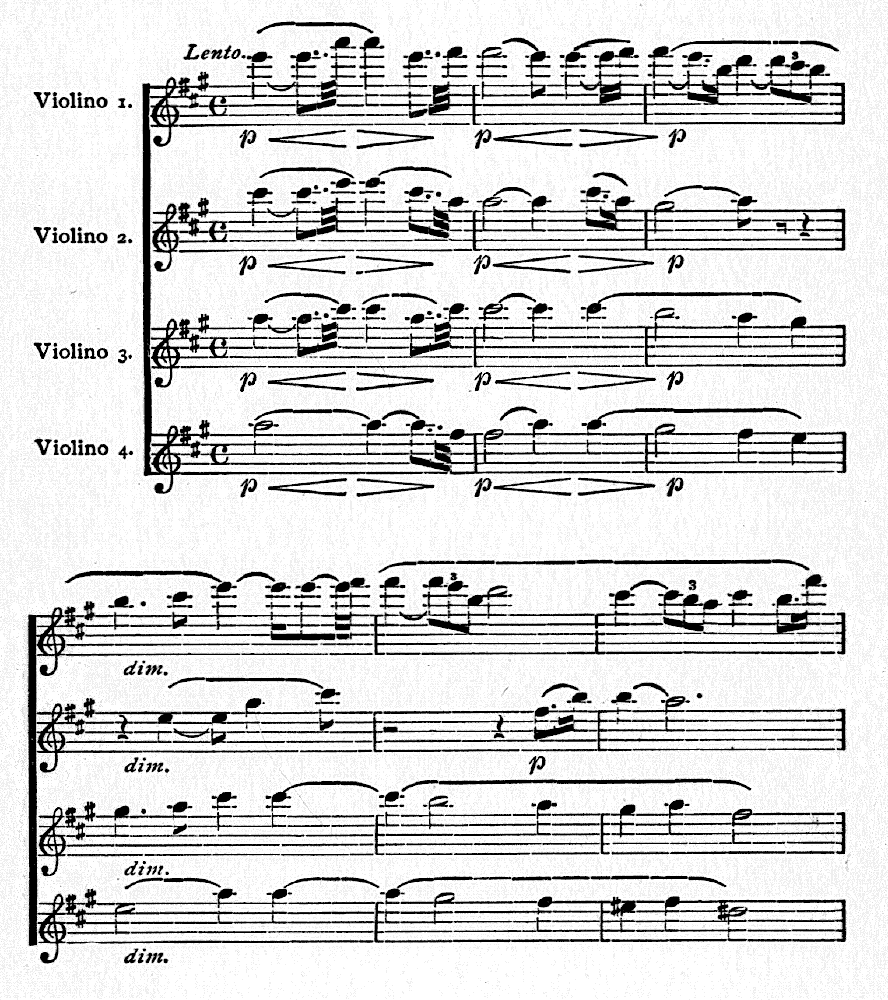 Lento.
Violino 1.
p p p
3
Violino 2.
p p p
Violino 3.
p p p
Violino 4.
p p p
3 3
dim.
dim. p
dim.
dim.